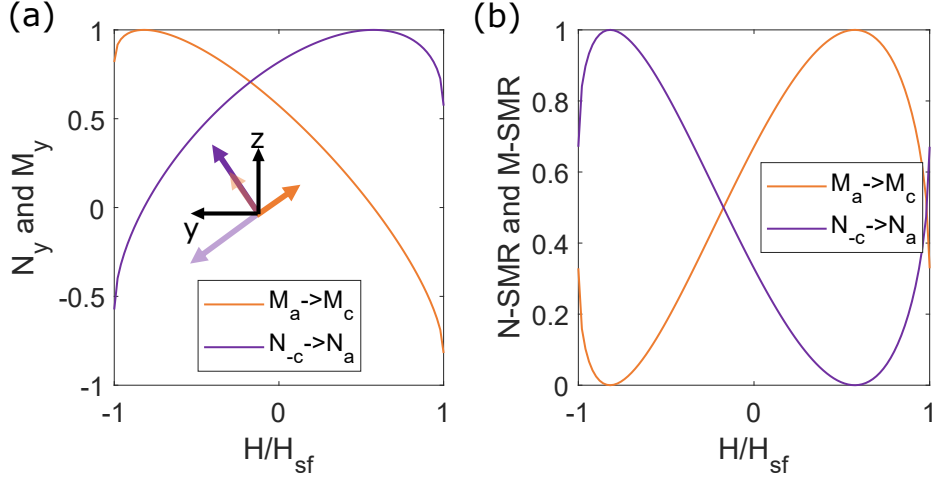 (a)
N_y and M_y
1
0.5
0
-0.5
-1
z
y
M_a->M_c
N_-c->N_a
-1
0
1
H/H_sf
(b)
N-SMR and M-SMR
1
0.8
0.6
0.4
0.2
0
M_a->M_c
N_-c->N_a
-1
0
1
H/H_sf